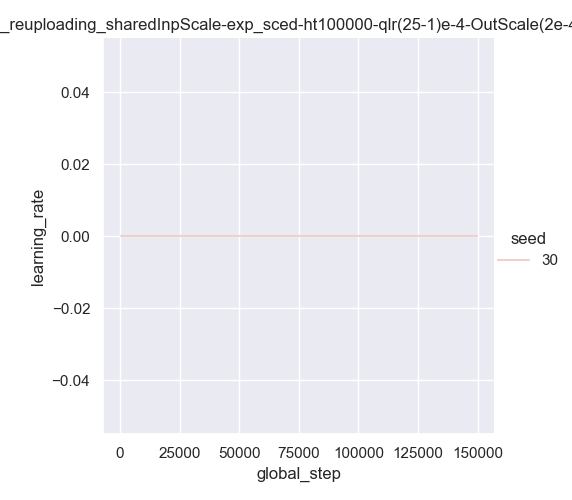 _reuploading_sharedInpScale-exp_sced-ht100000-qlr(25-1)e-4-OutScale(2e-4
0.04
0.02
0.00
−0.02
−0.04
learning_rate
0 25000 50000 75000 100000 125000 150000
global_step
seed
30